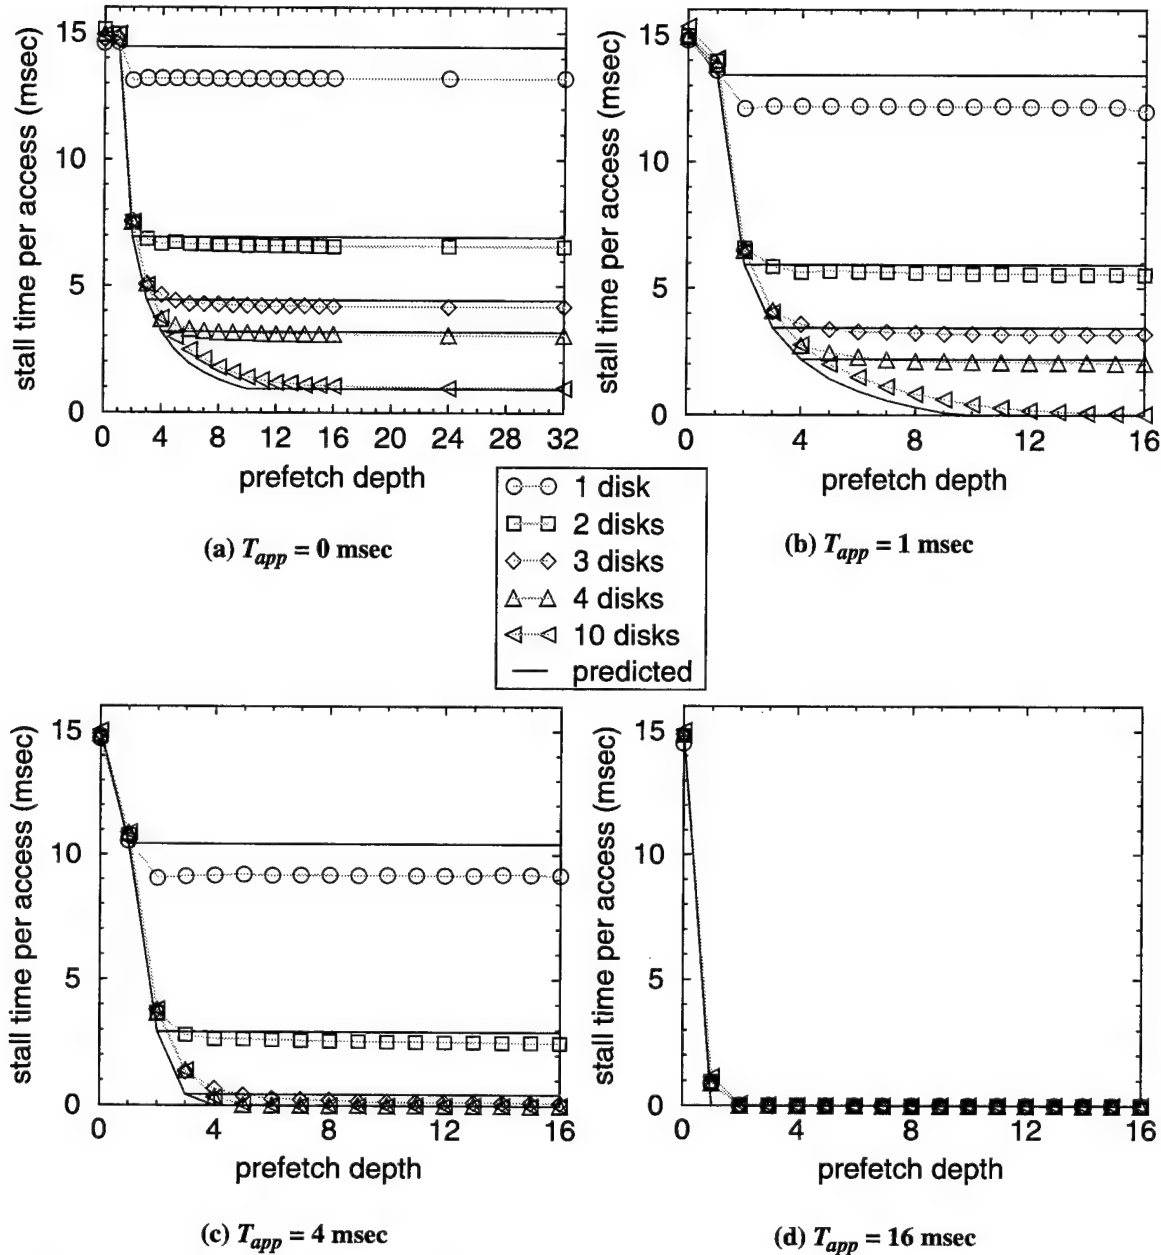 stall time per access (msec)
15
10
5
0
0 4 8 12 16 20 24 28 32
prefetch depth
(a) Tapp = 0 msec
stall time per access (msec)
15
10
5
0
0 4 8 12 16
prefetch depth
(b) Tapp = 1 msec
1 disk
2 disks
3 disks
4 disks
10 disks
predicted
stall time per access (msec)
15
10
5
0
0 4 8 12 16
prefetch depth
(c) Tapp = 4 msec
stall time per access (msec)
15
10
5
0
0 4 8 12 16
prefetch depth
(d) Tapp = 16 msec